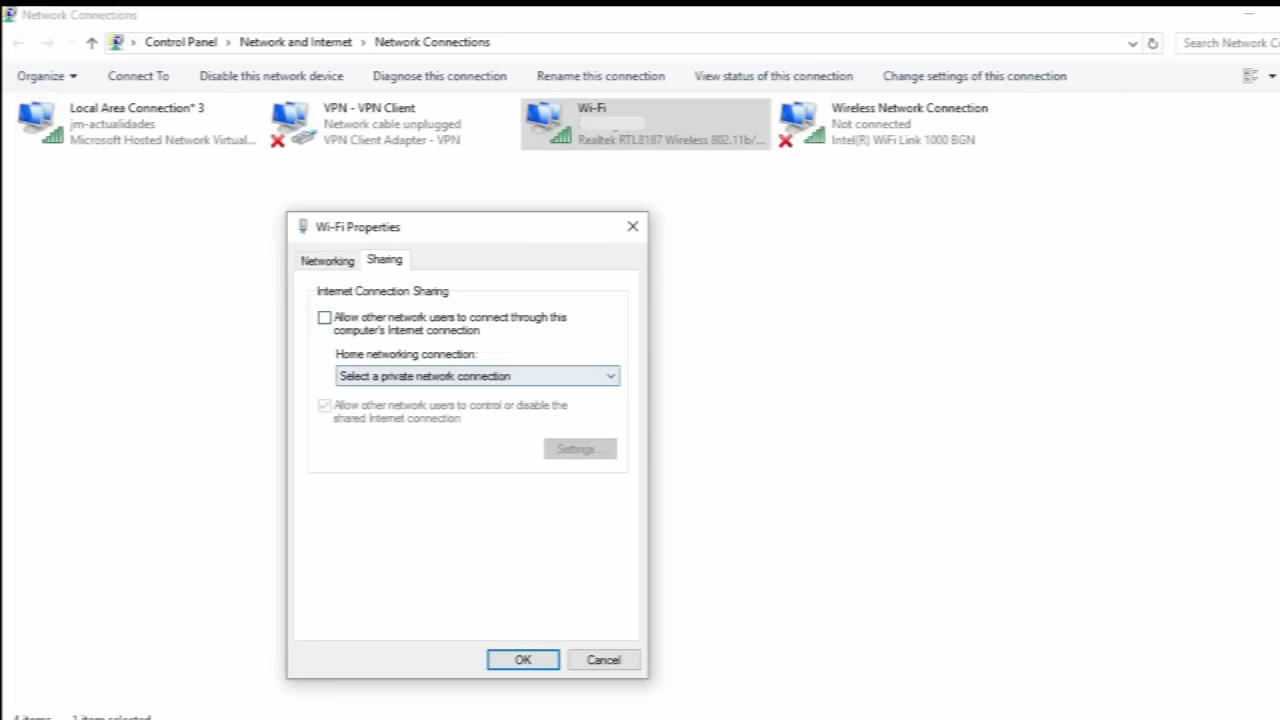 Network Connections
Control Panel > Network and Internet > Network Connections
Search Network C
Organize Connect To Disable this network device Diagnose this connection Rename this connection View status of this connection Change settings of this connection
Local Area Connection* 3
jm-actualidades
Microsoft Hosted Network Virtual...
VPN - VPN Client
Network cable unplugged
VPN Client Adapter - VPN
Wi-Fi
Realtek RTL8187 Wireless 802.11b/...
Wireless Network Connection
Not connected
Intel(R) WiFi Link 1000 BGN
Wi-Fi Properties
Networking Sharing
Internet Connection Sharing
Allow other network users to connect through this
computer's Internet connection
Home networking connection:
Select a private network connection
Allow other network users to control or disable the
shared Internet connection
Settings...
OK Cancel
4 items 1 item selected